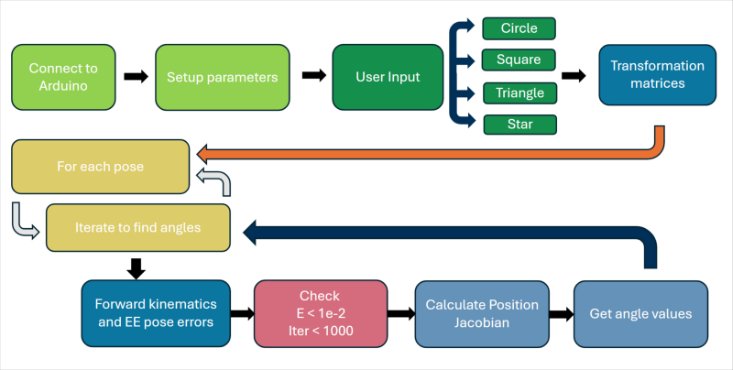 Connect to
Arduino
Setup parameters
User Input
Circle
Square
Triangle
Star
Transformation
matrices
For each pose
Iterate to find angles
Forward kinematics
and EE pose errors
Check
E < 1e-2
Iter < 1000
Calculate Position
Jacobian
Get angle values